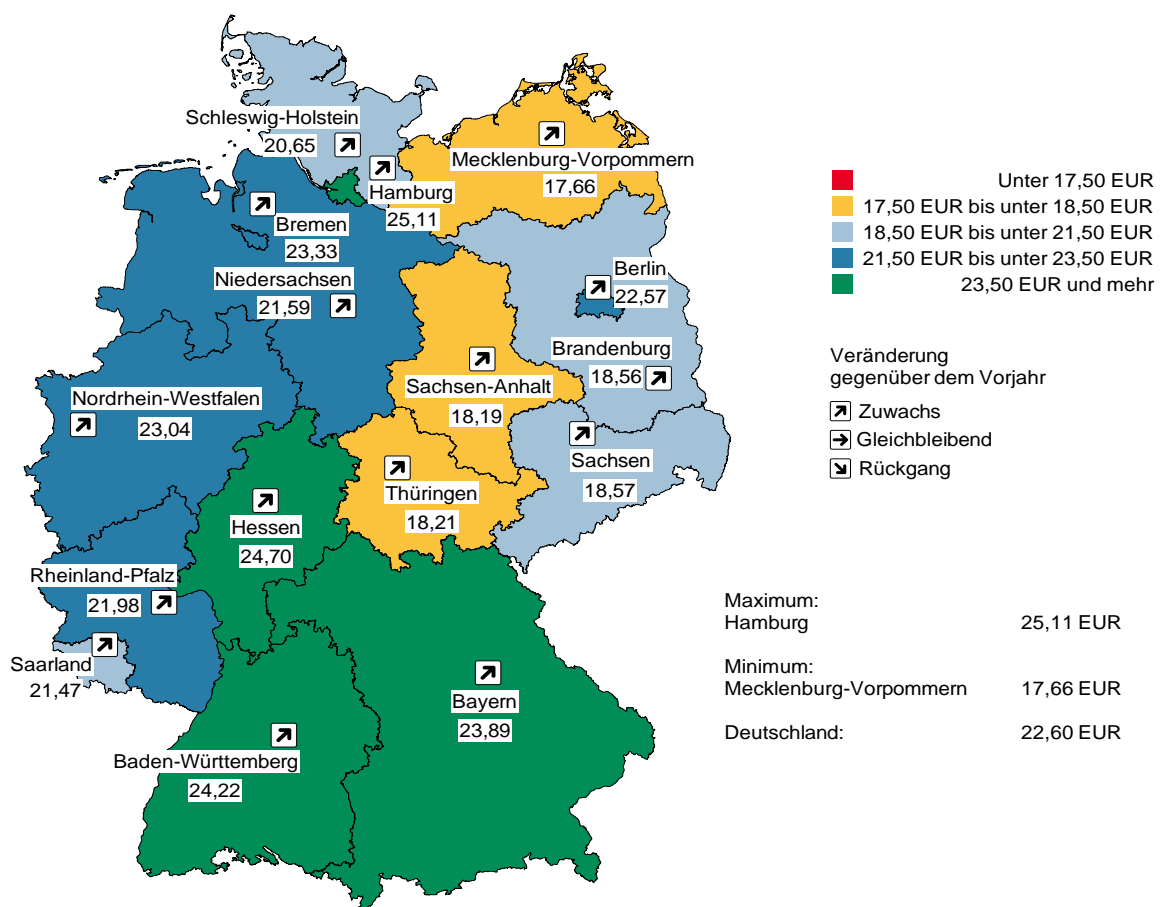 Schleswig-Holstein
20,65
Mecklenburg-Vorpommern
17,66
Hamburg
25,11
Bremen
23,33
Niedersachsen
21,59
Berlin
22,57
Brandenburg
18,56
Sachsen-Anhalt
18,19
Nordrhein-Westfalen
23,04
Sachsen
18,57
Thüringen
18,21
Hessen
24,70
Rheinland-Pfalz
21,98
Saarland
21,47
Bayern
23,89
Baden-Württemberg
24,22
Unter 17,50 EUR
17,50 EUR bis unter 18,50 EUR
18,50 EUR bis unter 21,50 EUR
21,50 EUR bis unter 23,50 EUR
23,50 EUR und mehr
Veränderung
gegenüber dem Vorjahr
Zuwachs
Gleichbleibend
Rückgang
Maximum:
Hamburg 25,11 EUR
Minimum:
Mecklenburg-Vorpommern 17,66 EUR
Deutschland: 22,60 EUR